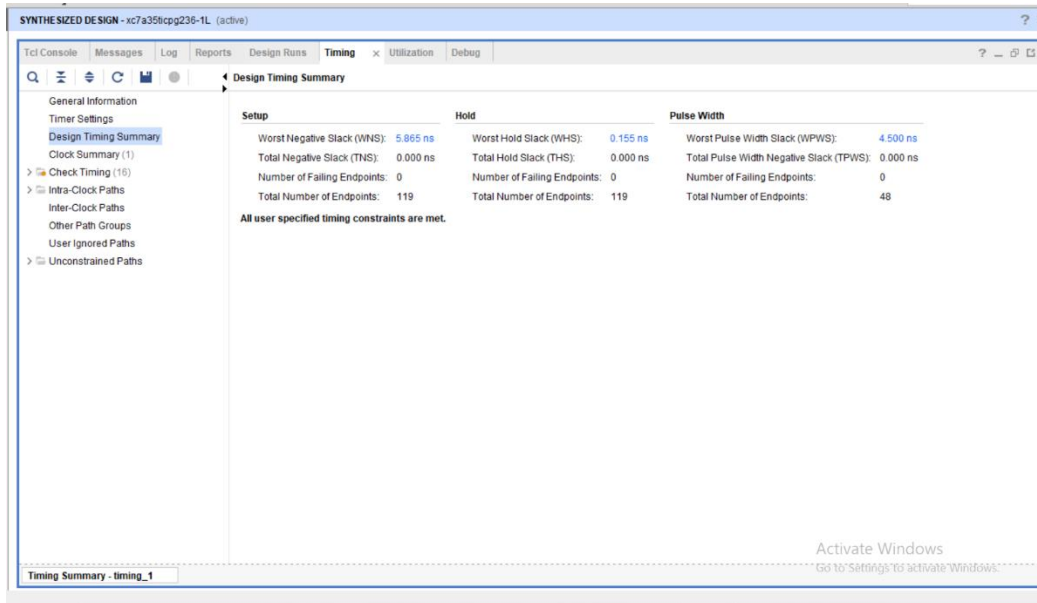 SYNTHESIZED DESIGN - xc7a35ticpg236-1L (active) ?
Tcl Console Messages Log Reports Design Runs Timing × Utilization Debug ?
Design Timing Summary
General Information
Timer Settings
Design Timing Summary
Clock Summary (1)
Check Timing (16)
Intra-Clock Paths
Inter-Clock Paths
Other Path Groups
User Ignored Paths
Unconstrained Paths
Setup Hold Pulse Width
Worst Negative Slack (WNS): 5.865 ns Worst Hold Slack (WHS): 0.155 ns Worst Pulse Width Slack (WPWS): 4.500 ns
Total Negative Slack (TNS): 0.000 ns Total Hold Slack (THS): 0.000 ns Total Pulse Width Negative Slack (TPWS): 0.000 ns
Number of Failing Endpoints: 0 Number of Failing Endpoints: 0 Number of Failing Endpoints: 0
Total Number of Endpoints: 119 Total Number of Endpoints: 119 Total Number of Endpoints: 48
All user specified timing constraints are met.
Activate Windows
Go to Settings to activate Windows.
Timing Summary - timing_1